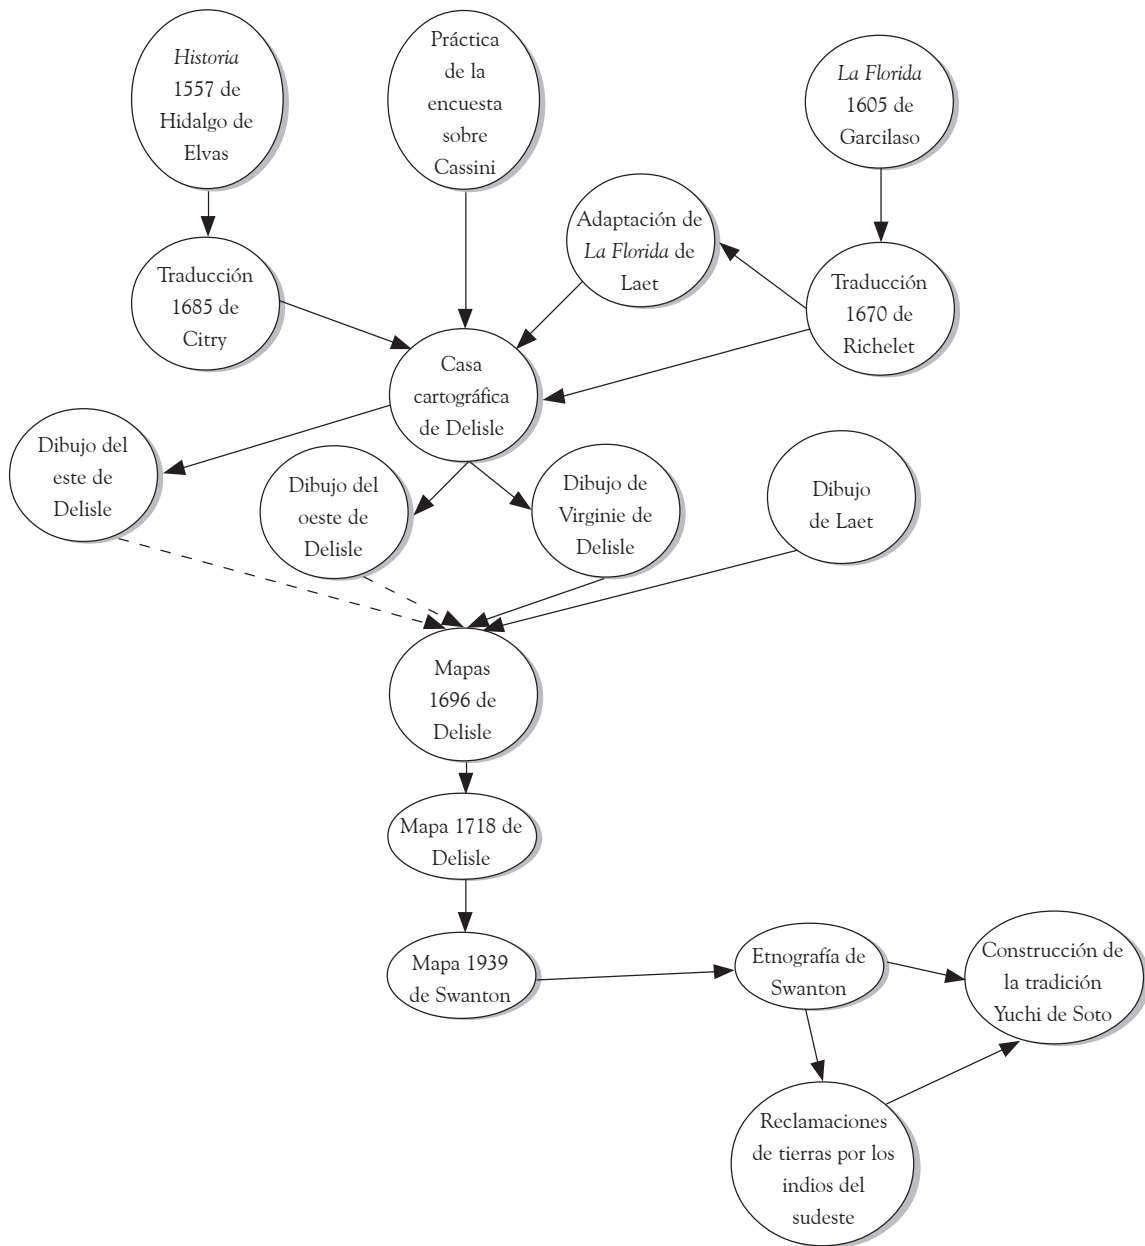 Historia
1557 de
Hidalgo de
Elvas
Práctica
de la
encuesta
sobre
Cassini
La Florida
1605 de
Garcilaso
Adaptación de
La Florida de
Laet
Traducción
1685 de
Citry
Traducción
1670 de
Richelet
Casa
cartográfica
de Delisle
Dibujo del
este de
Delisle
Dibujo del
oeste de
Delisle
Dibujo de
Virginie de
Delisle
Dibujo
de Laet
Mapas
1696 de
Delisle
Mapa 1718 de
Delisle
Mapa 1939
de Swanton
Etnografía de
Swanton
Construcción de
la tradición
Yuchi de Soto
Reclamaciones
de tierras por los
indios del
sudeste